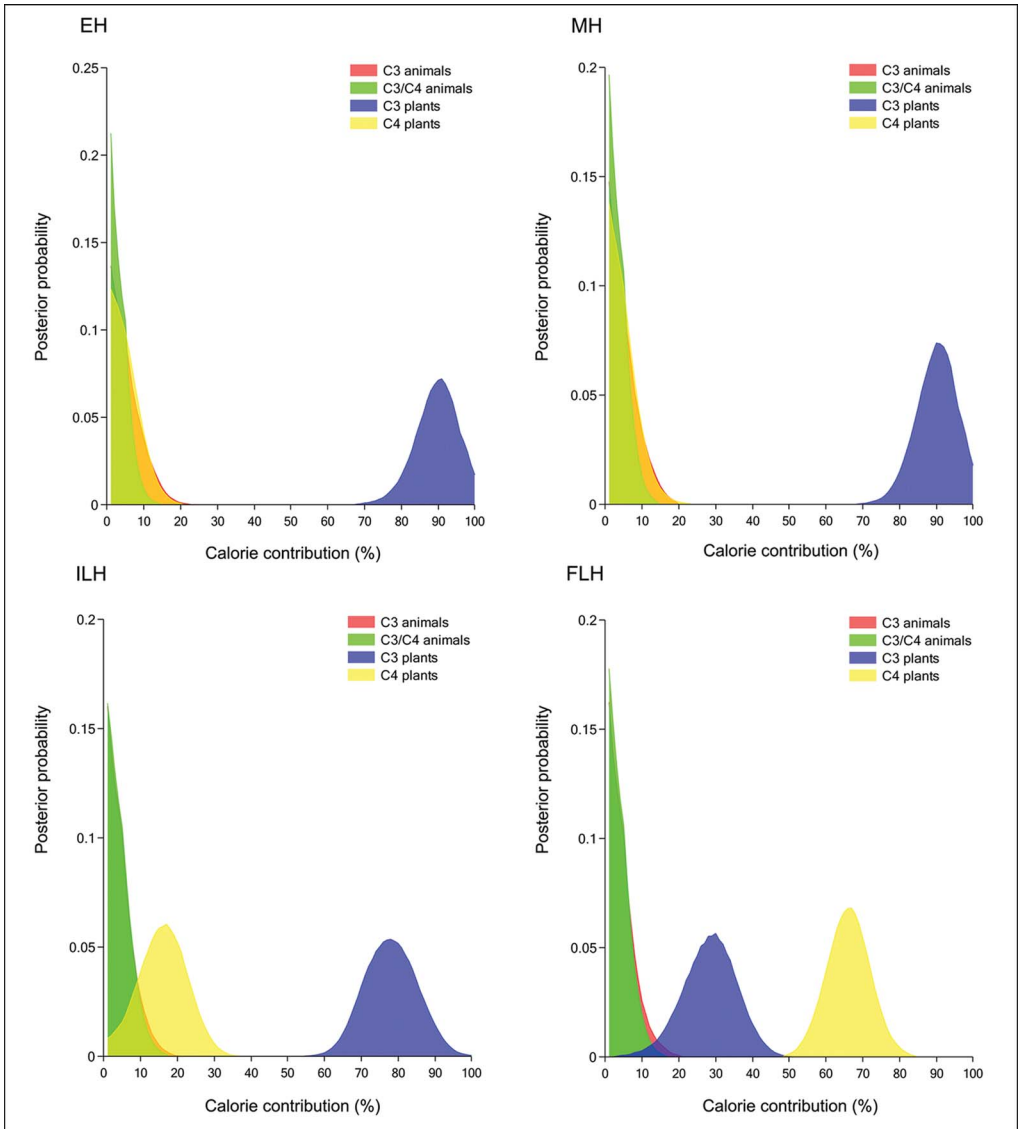 EH
C3 animals
C3/C4 animals
C3 plants
C4 plants
0.25
0.2
0.15
0.1
0.05
0
0 10 20 30 40 50 60 70 80 90 100
Posterior probability
Calorie contribution (%)
MH
C3 animals
C3/C4 animals
C3 plants
C4 plants
0.2
0.15
0.1
0.05
0
0 10 20 30 40 50 60 70 80 90 100
Posterior probability
Calorie contribution (%)
ILH
C3 animals
C3/C4 animals
C3 plants
C4 plants
0.2
0.15
0.1
0.05
0
0 10 20 30 40 50 60 70 80 90 100
Posterior probability
Calorie contribution (%)
FLH
C3 animals
C3/C4 animals
C3 plants
C4 plants
0.2
0.15
0.1
0.05
0
0 10 20 30 40 50 60 70 80 90 100
Posterior probability
Calorie contribution (%)